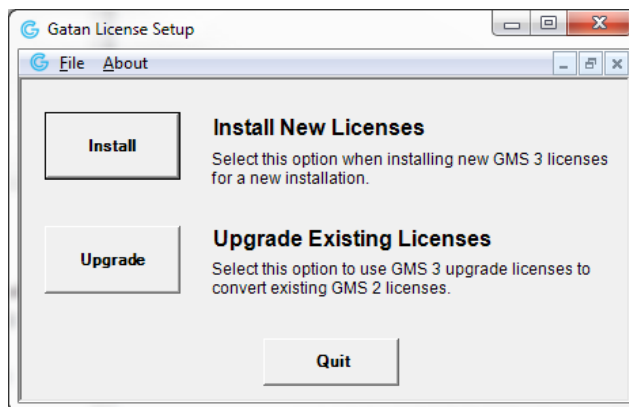 Gatan License Setup
File About
Install
Install New Licenses
Select this option when installing new GMS 3 licenses
for a new installation.
Upgrade
Upgrade Existing Licenses
Select this option to use GMS 3 upgrade licenses to
convert existing GMS 2 licenses.
Quit